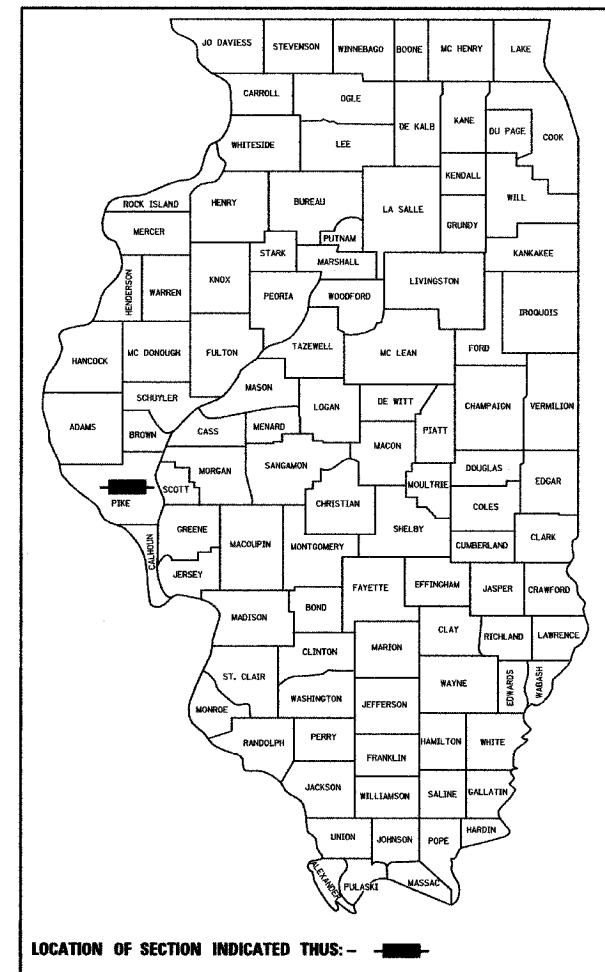 JO DAVIESS STEVENSON WINNEBAGO BOONE MC HENRY LAKE
CARROLL OGLE
DE KALB KANE DU PAGE COOK
WHITESIDE LEE
KENDALL WILL
ROCK ISLAND HENRY BUREAU LA SALLE GRUNDY
MERCER PUTNAM
STARK MARSHALL KANKAKEE
HENDERSON WARREN KNOX PEORIA WOODFORD LIVINGSTON IROQUOIS
HANCOCK MC DONOUGH FULTON TAZEWELL MC LEAN FORD
MASON
SCHUYLER LOGAN DE WITT CHAMPAIGN VERMILION
ADAMS BROWN CASS MENARD MACON PIATT
MORGAN SANGAMON DOUGLAS EDGAR
PIKE SCOTT CHRISTIAN MOULTRIE COLES
GREENE MACOUPIN MONTGOMERY SHELBY CUMBERLAND CLARK
CALHOUN JERSEY
FAYETTE EFFINGHAM JASPER CRAWFORD
MADISON BOND
CLAY RICHLAND LAWRENCE
CLINTON MARION
ST. CLAIR WAYNE EDWARDS WABASH
WASHINGTON JEFFERSON
MONROE
RANDOLPH PERRY HAMILTON WHITE
FRANKLIN
JACKSON WILLIAMSON SALINE GALLATIN
UNION JOHNSON POPE HARDIN
ALEXANDER PULASKI MASSAC
LOCATION OF SECTION INDICATED THUS: -